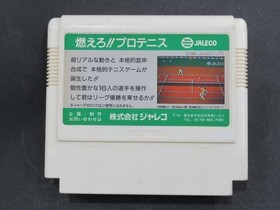 燃えろ!!プロテニス
JALECO
超リアルな動きと 本格的音声
合成で 本格的テニスゲームが
誕生した!!
個性豊かな16人の選手を操作
して君はリーグ優勝を果せるか!!
企画・制作
お問い合わせは
株式会社ジャレコ